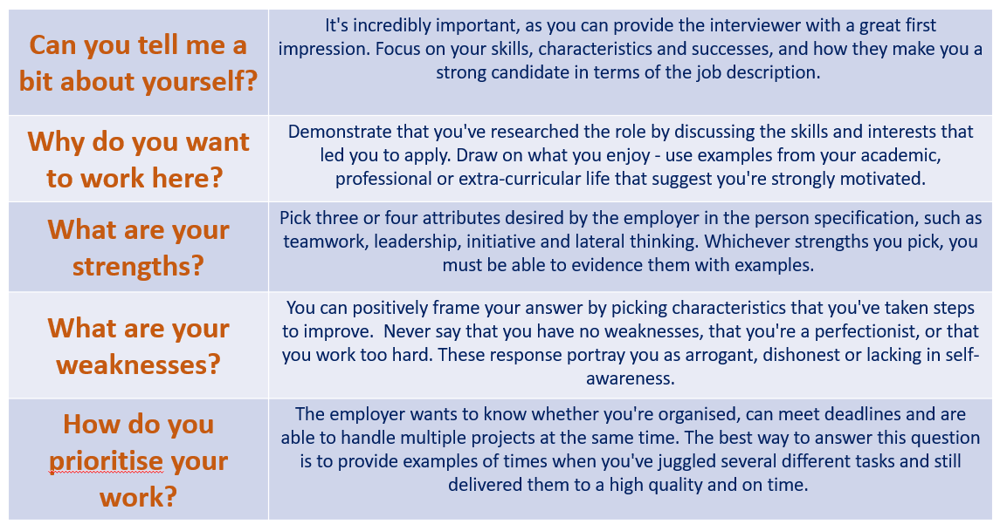 Can you tell me a
bit about yourself?
It's incredibly important, as you can provide the interviewer with a great first
impression. Focus on your skills, characteristics and successes, and how they make you a
strong candidate in terms of the job description.
Why do you want
to work here?
Demonstrate that you've researched the role by discussing the skills and interests that
led you to apply. Draw on what you enjoy - use examples from your academic,
professional or extra-curricular life that suggest you're strongly motivated.
What are your
strengths?
Pick three or four attributes desired by the employer in the person specification, such as
teamwork, leadership, initiative and lateral thinking. Whichever strengths you pick, you
must be able to evidence them with examples.
What are your
weaknesses?
You can positively frame your answer by picking characteristics that you've taken steps
to improve.  Never say that you have no weaknesses, that you're a perfectionist, or that
you work too hard. These response portray you as arrogant, dishonest or lacking in self-
awareness.
How do you
prioritise your
work?
The employer wants to know whether you're organised, can meet deadlines and are
able to handle multiple projects at the same time. The best way to answer this question
is to provide examples of times when you've juggled several different tasks and still
delivered them to a high quality and on time.